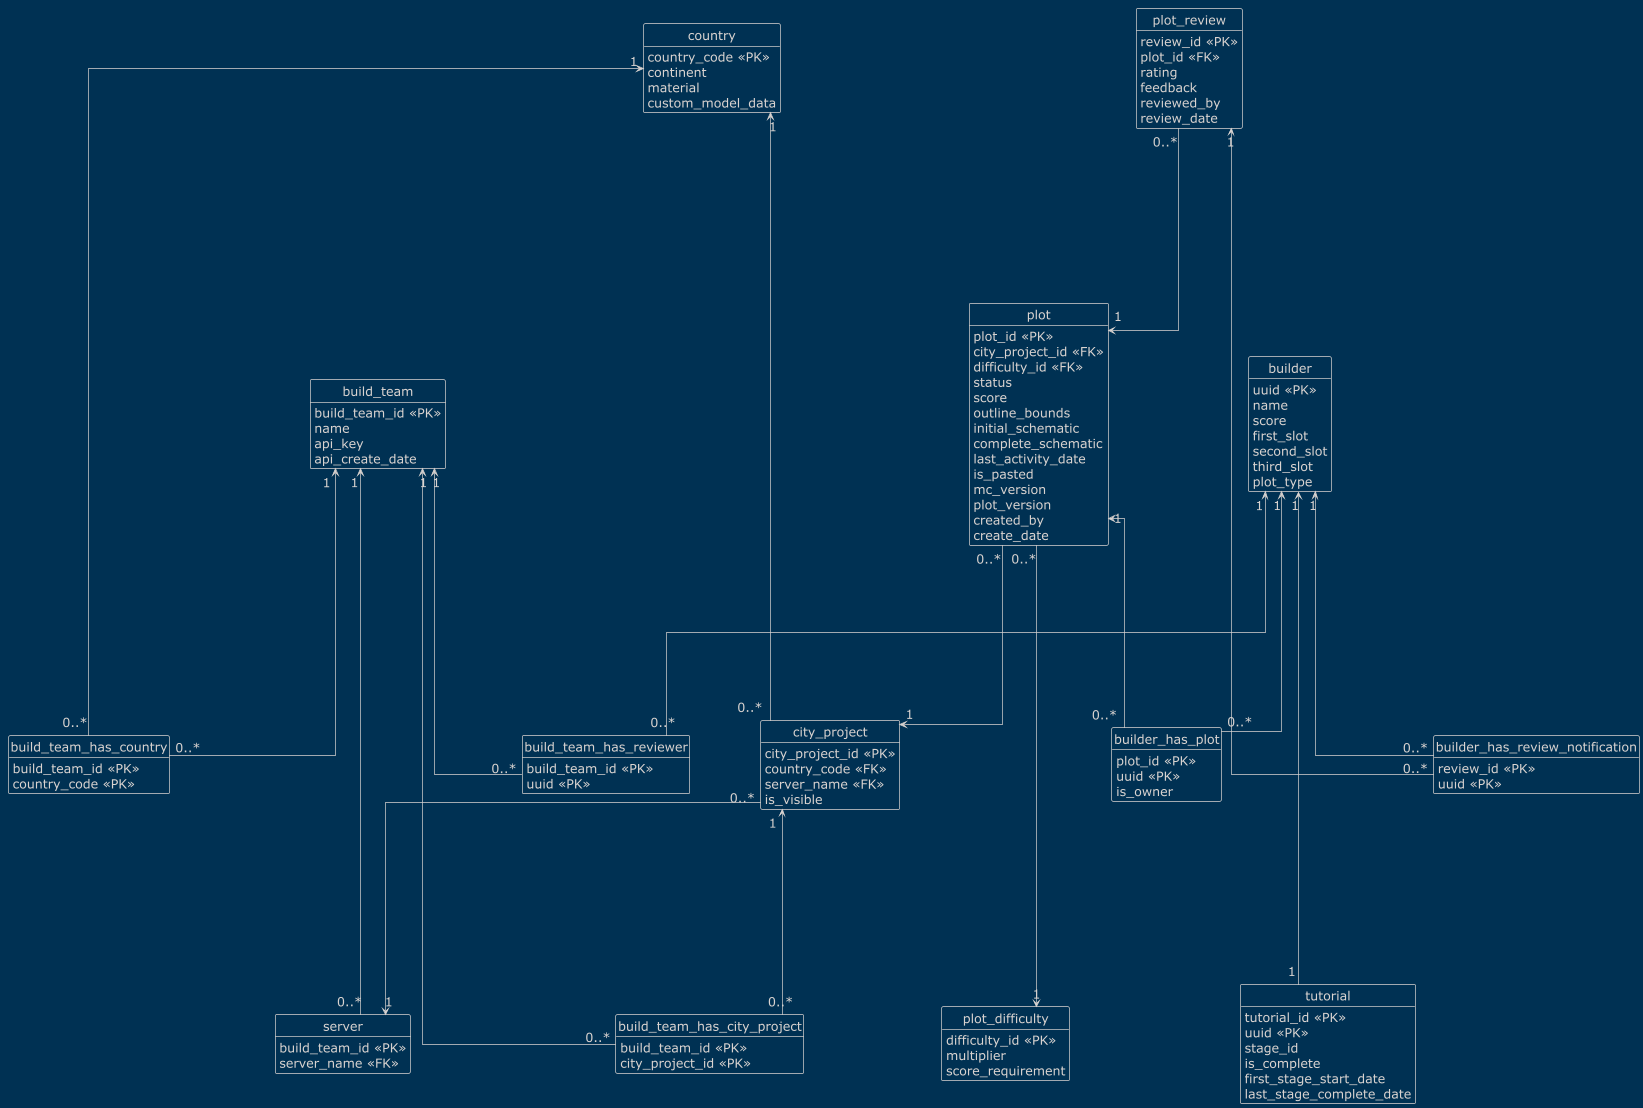 country
country_code «PK»
continent
material
custom_model_data
1
1
plot_review
review_id «PK»
plot_id «FK»
rating
feedback
reviewed_by
review_date
0..*
1
plot
plot_id «PK»
city_project_id «FK»
difficulty_id «FK»
status
score
outline_bounds
initial_schematic
complete_schematic
last_activity_date
is_pasted
mc_version
plot_version
created_by
create_date
1
1
0..*
0..*
builder
uuid «PK»
name
score
first_slot
second_slot
third_slot
plot_type
1
1
1
1
build_team
build_team_id «PK»
name
api_key
api_create_date
1
1
1
1
0..*
build_team_has_country
build_team_id «PK»
country_code «PK»
0..*
0..*
build_team_has_reviewer
build_team_id «PK»
uuid «PK»
0..*
0..*
city_project
city_project_id «PK»
country_code «FK»
server_name «FK»
is_visible
1
0..*
1
0..*
builder_has_plot
plot_id «PK»
uuid «PK»
is_owner
0..*
0..*
0..*
builder_has_review_notification
review_id «PK»
uuid «PK»
0..*
1
server
build_team_id «PK»
server_name «FK»
0..*
0..*
build_team_has_city_project
build_team_id «PK»
city_project_id «PK»
1
plot_difficulty
difficulty_id «PK»
multiplier
score_requirement
1
tutorial
tutorial_id «PK»
uuid «PK»
stage_id
is_complete
first_stage_start_date
last_stage_complete_date